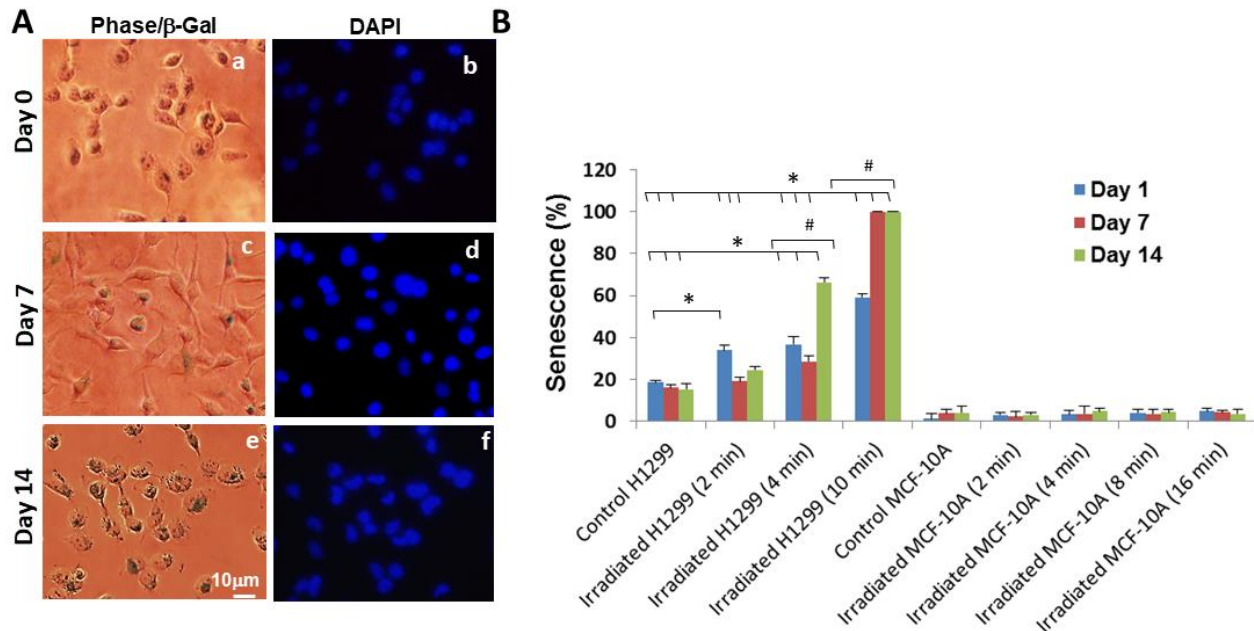 A
Phase/β-Gal
DAPI
Day 0
a
b
Day 7
c
d
Day 14
e
f
10μm
B
Senescence (%)
120
100
80
60
40
20
0
*
#
*
#
*
Day 1
Day 7
Day 14
Control H1299
Irradiated H1299 (2 min)
Irradiated H1299 (4 min)
Irradiated H1299 (10 min)
Control MCF-10A
Irradiated MCF-10A (2 min)
Irradiated MCF-10A (4 min)
Irradiated MCF-10A (8 min)
Irradiated MCF-10A (16 min)